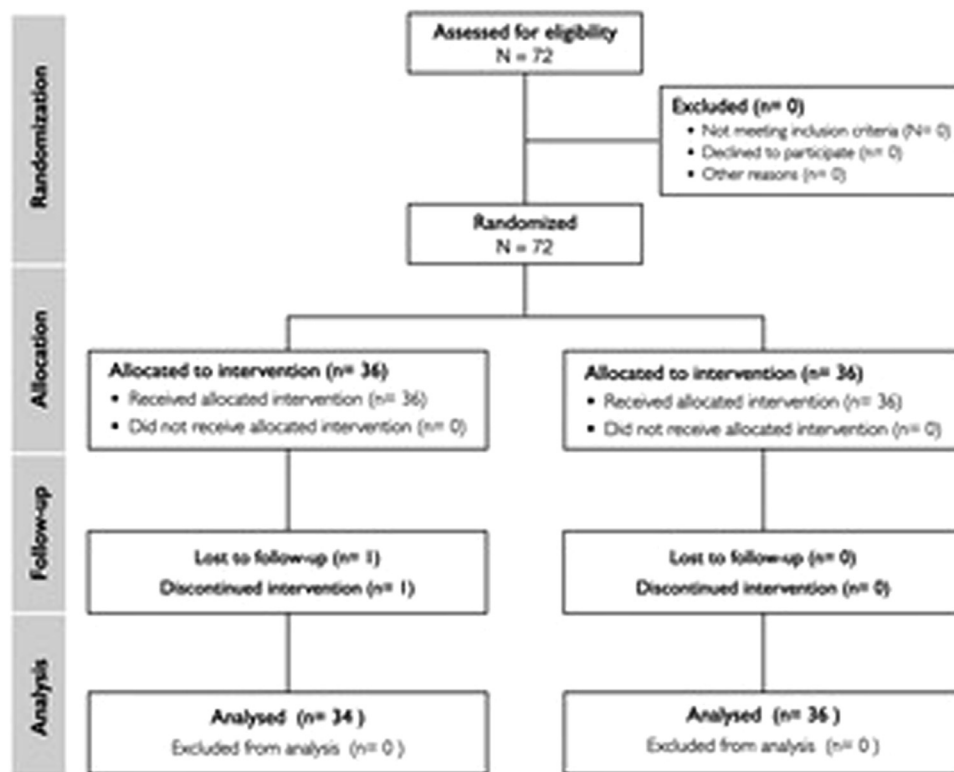 Randomization
Assessed for eligibility
N = 72
Excluded (n= 0)
• Not meeting inclusion criteria (N= 0)
• Declined to participate (n= 0)
• Other reasons (n= 0)
Randomized
N = 72
Allocation
Allocated to intervention (n= 36)
▪ Received allocated intervention (n= 36)
▪ Did not receive allocated intervention (n= 0)
Allocated to intervention (n= 36)
▪ Received allocated intervention (n= 36)
▪ Did not receive allocated intervention (n= 0)
Follow-up
Lost to follow-up (n= 1)
Discontinued intervention (n= 1)
Lost to follow-up (n= 0)
Discontinued intervention (n= 0)
Analysis
Analysed (n= 34 )
Excluded from analysis (n= 0 )
Analysed (n= 36 )
Excluded from analysis (n= 0 )